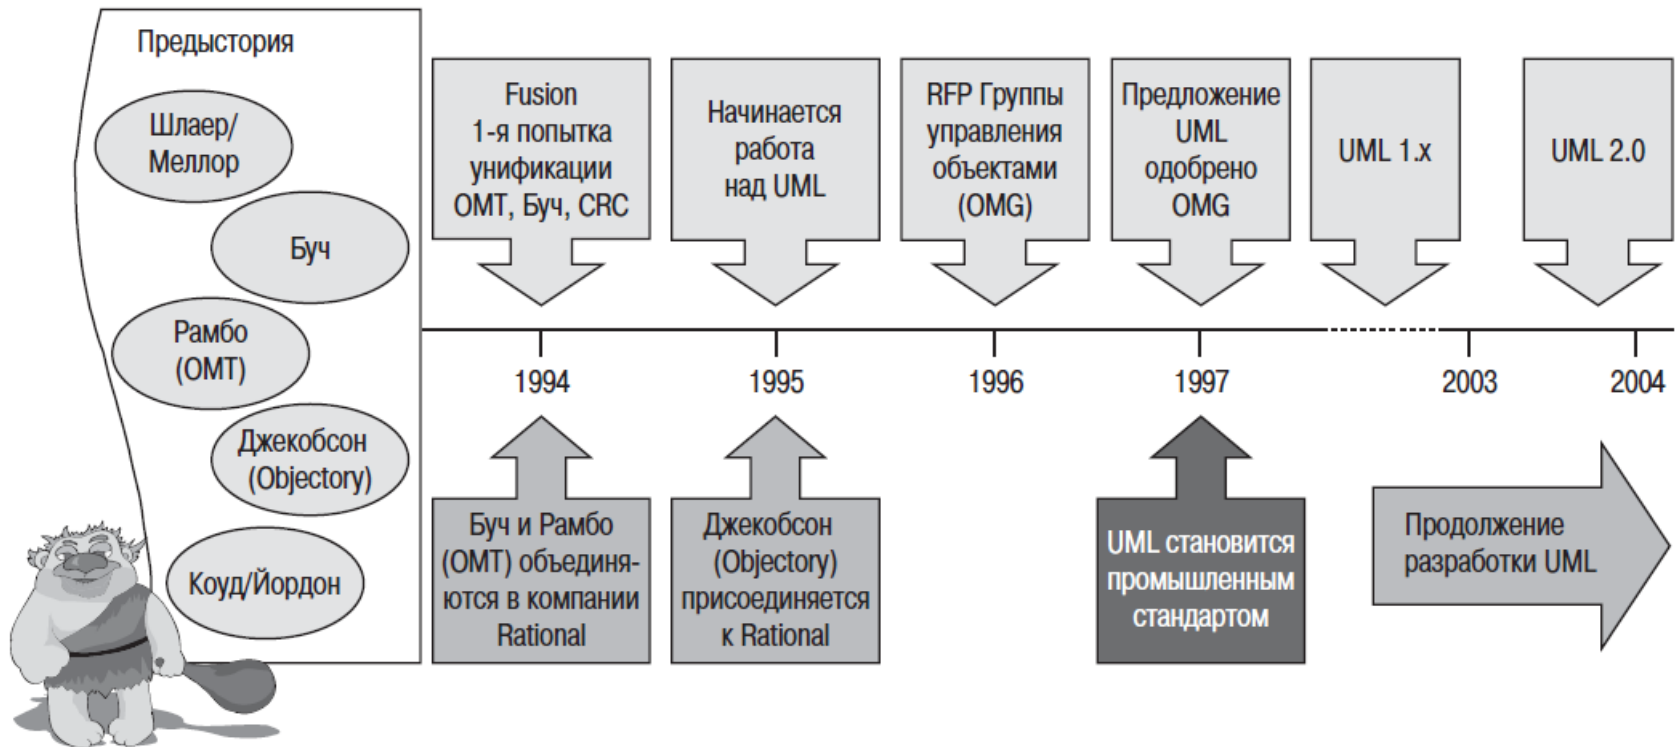 Предыстория
Шлаер/
Меллор
Буч
Рамбо
(OMT)
Джекобсон
(Objectory)
Коуд/Йордон
Fusion
1-я попытка
унификации
OMT, Буч, CRC
Начинается
работа
над UML
RFP Группы
управления
объектами
(OMG)
Предложение
UML
одобрено
OMG
UML 1.x
UML 2.0
1994
1995
1996
1997
2003
2004
Буч и Рамбо
(OMT) объединя-
ются в компании
Rational
Джекобсон
(Objectory)
присоединяется
к Rational
UML становится
промышленным
стандартом
Продолжение
разработки UML